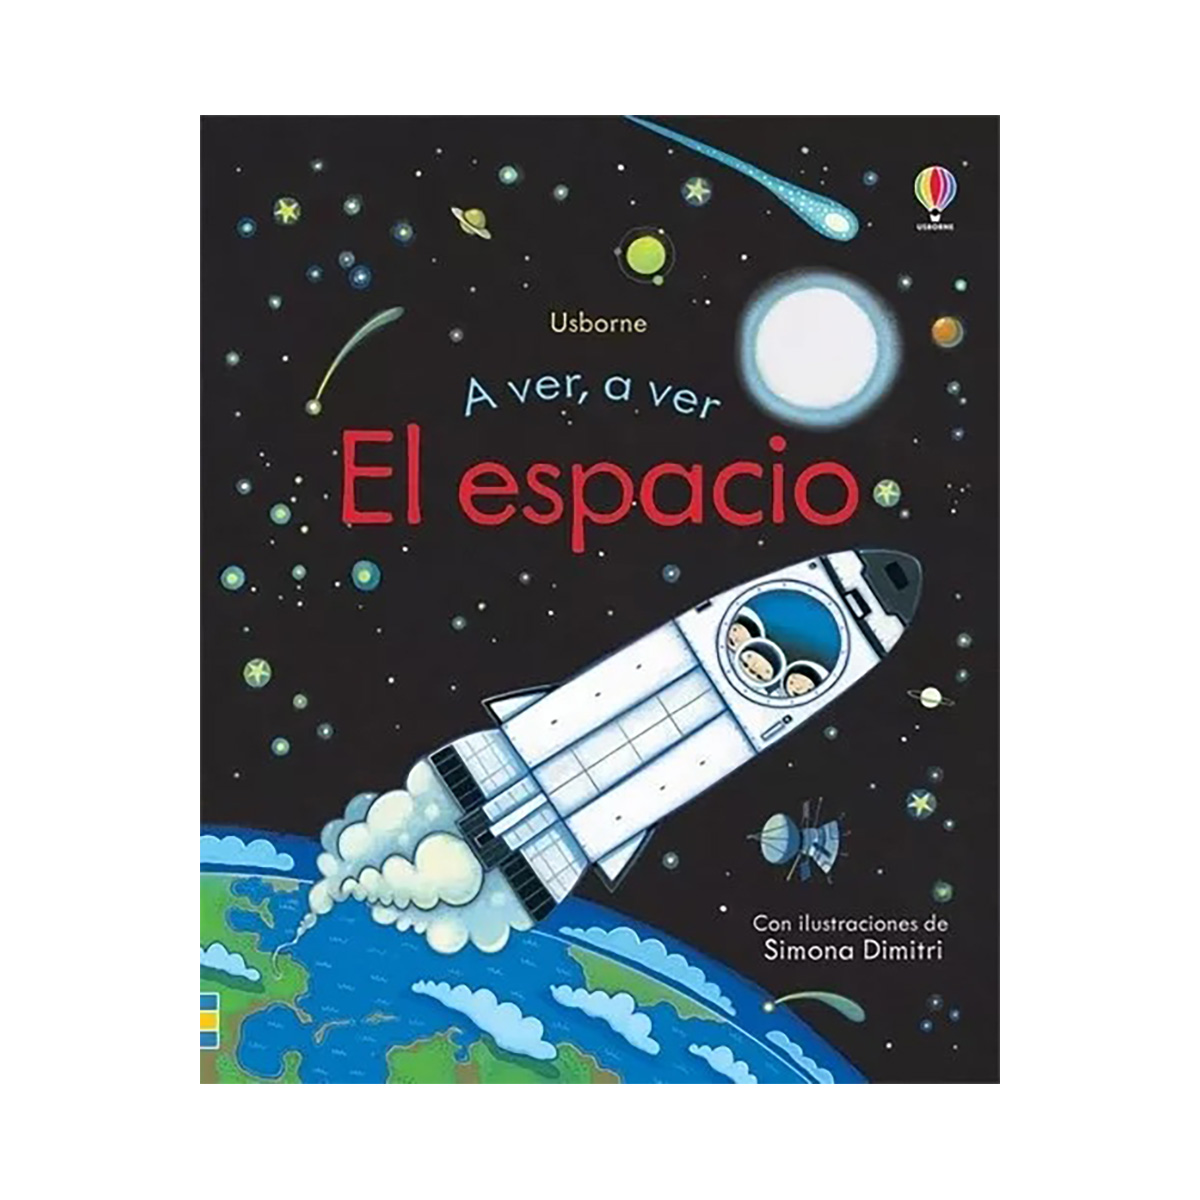 USBORNE
Usborne
A ver, a ver
El espacio
Con ilustraciones de
Simona Dimitri